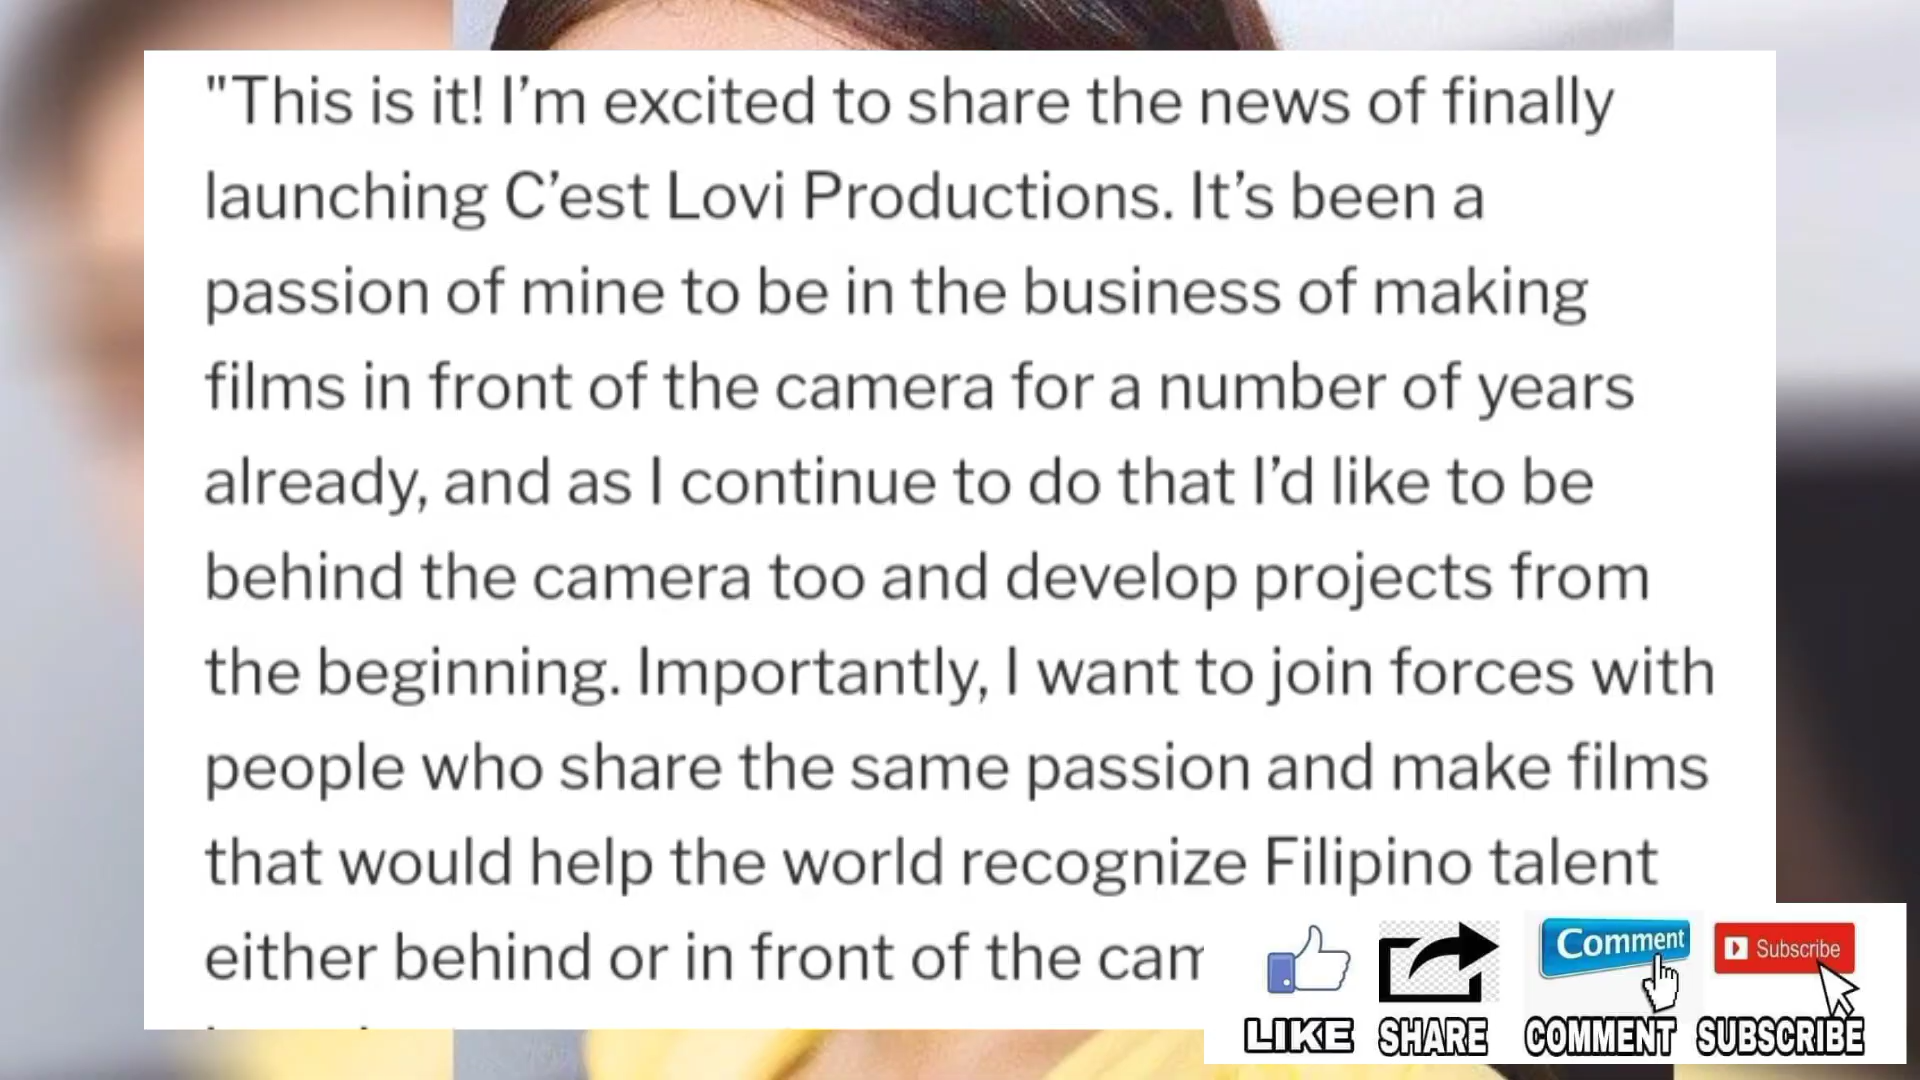 "This is it! I’m excited to share the news of finally
launching C’est Lovi Productions. It’s been a
passion of mine to be in the business of making
films in front of the camera for a number of years
already, and as I continue to do that I’d like to be
behind the camera too and develop projects from
the beginning. Importantly, I want to join forces with
people who share the same passion and make films
that would help the world recognize Filipino talent
either behind or in front of the cam
Comment
Subscribe
LIKE SHARE COMMENT SUBSCRIBE